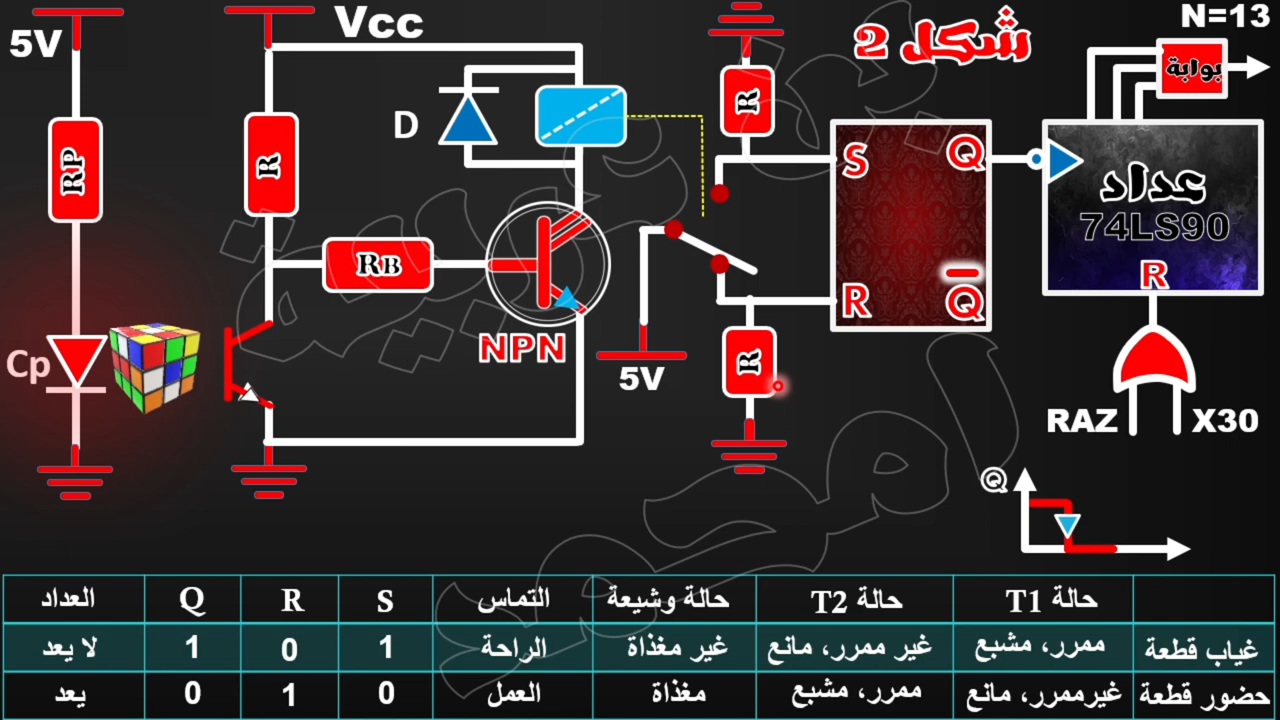 5V
Vcc
شكل 2
N=13
بوابة
RP
R
D
R
S
Q
عداد
74LS90
RB
R
R
Q
NPN
Cp
5V
R
RAZ
X30
Q
حالة T1
حالة T2
حالة وشيعة
التماس
S
R
Q
العداد
غياب قطعة
ممرر، مشبع
غير ممرر، مانع
غير مغذاة
الراحة
1
0
1
لا يعد
حضور قطعة
غيرممرر، مانع
ممرر، مشبع
مغذاة
العمل
0
1
0
يعد